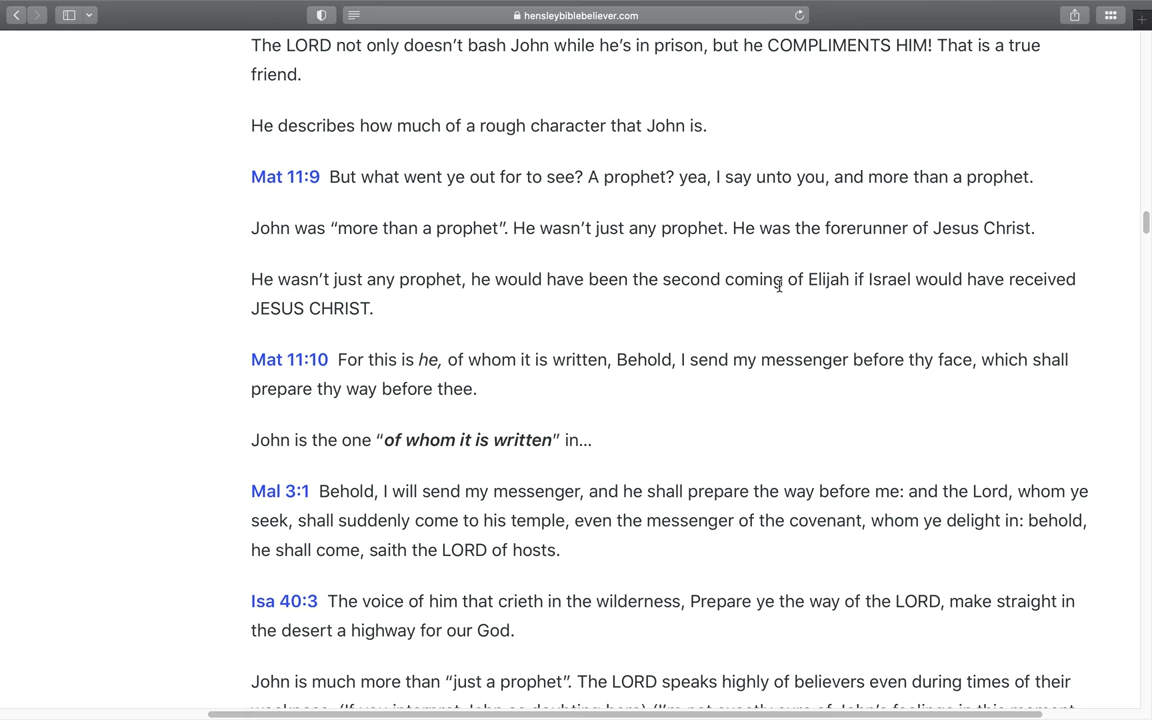 hensleybiblebeliever.com
The LORD not only doesn’t bash John while he’s in prison, but he COMPLIMENTS HIM! That is a true
friend.
He describes how much of a rough character that John is.
Mat 11:9 But what went ye out for to see? A prophet? yea, I say unto you, and more than a prophet.
John was “more than a prophet”. He wasn’t just any prophet. He was the forerunner of Jesus Christ.
He wasn’t just any prophet, he would have been the second coming of Elijah if Israel would have received
JESUS CHRIST.
Mat 11:10 For this is he, of whom it is written, Behold, I send my messenger before thy face, which shall
prepare thy way before thee.
John is the one “of whom it is written” in...
Mal 3:1 Behold, I will send my messenger, and he shall prepare the way before me: and the Lord, whom ye
seek, shall suddenly come to his temple, even the messenger of the covenant, whom ye delight in: behold,
he shall come, saith the LORD of hosts.
Isa 40:3 The voice of him that crieth in the wilderness, Prepare ye the way of the LORD, make straight in
the desert a highway for our God.
John is much more than “just a prophet”. The LORD speaks highly of believers even during times of their